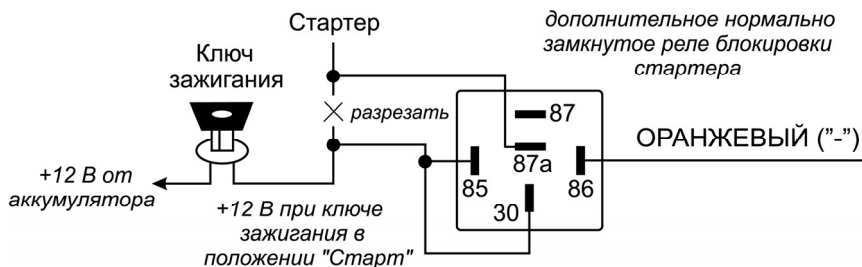 Стартер
дополнительное нормально
замкнутое реле блокировки
стартера
Ключ
зажигания
разрезать
87
87а
85
86
30
ОРАНЖЕВЫЙ ("-")
+12 В от
аккумулятора
+12 В при ключе
зажигания в
положении "Старт"